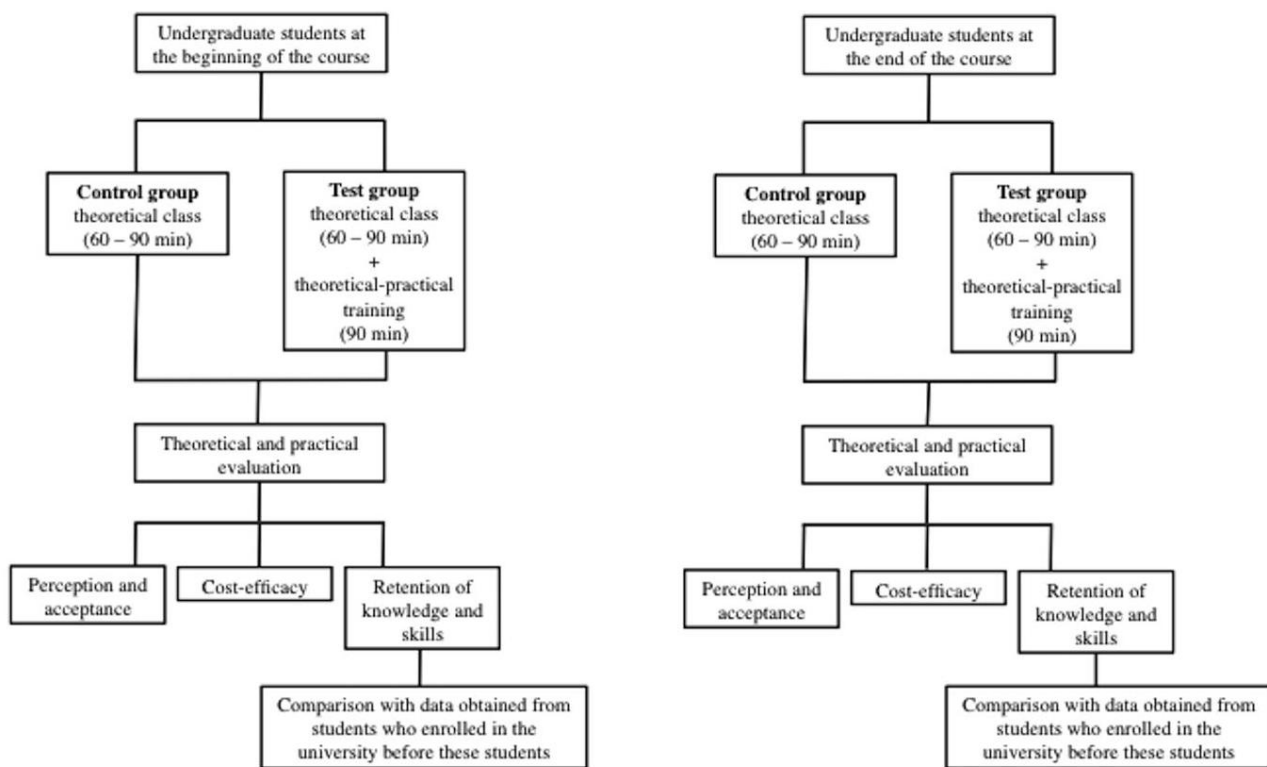 Undergraduate students at
the beginning of the course
Control group
theoretical class
(60 – 90 min)
Test group
theoretical class
(60 – 90 min)
+
theoretical-practical
training
(90 min)
Theoretical and practical
evaluation
Perception and
acceptance
Cost-efficacy
Retention of
knowledge and
skills
Comparison with data obtained from
students who enrolled in the
university before these students
Undergraduate students at
the end of the course
Control group
theoretical class
(60 – 90 min)
Test group
theoretical class
(60 – 90 min)
+
theoretical-practical
training
(90 min)
Theoretical and practical
evaluation
Perception and
acceptance
Cost-efficacy
Retention of
knowledge and
skills
Comparison with data obtained from
students who enrolled in the
university before these students